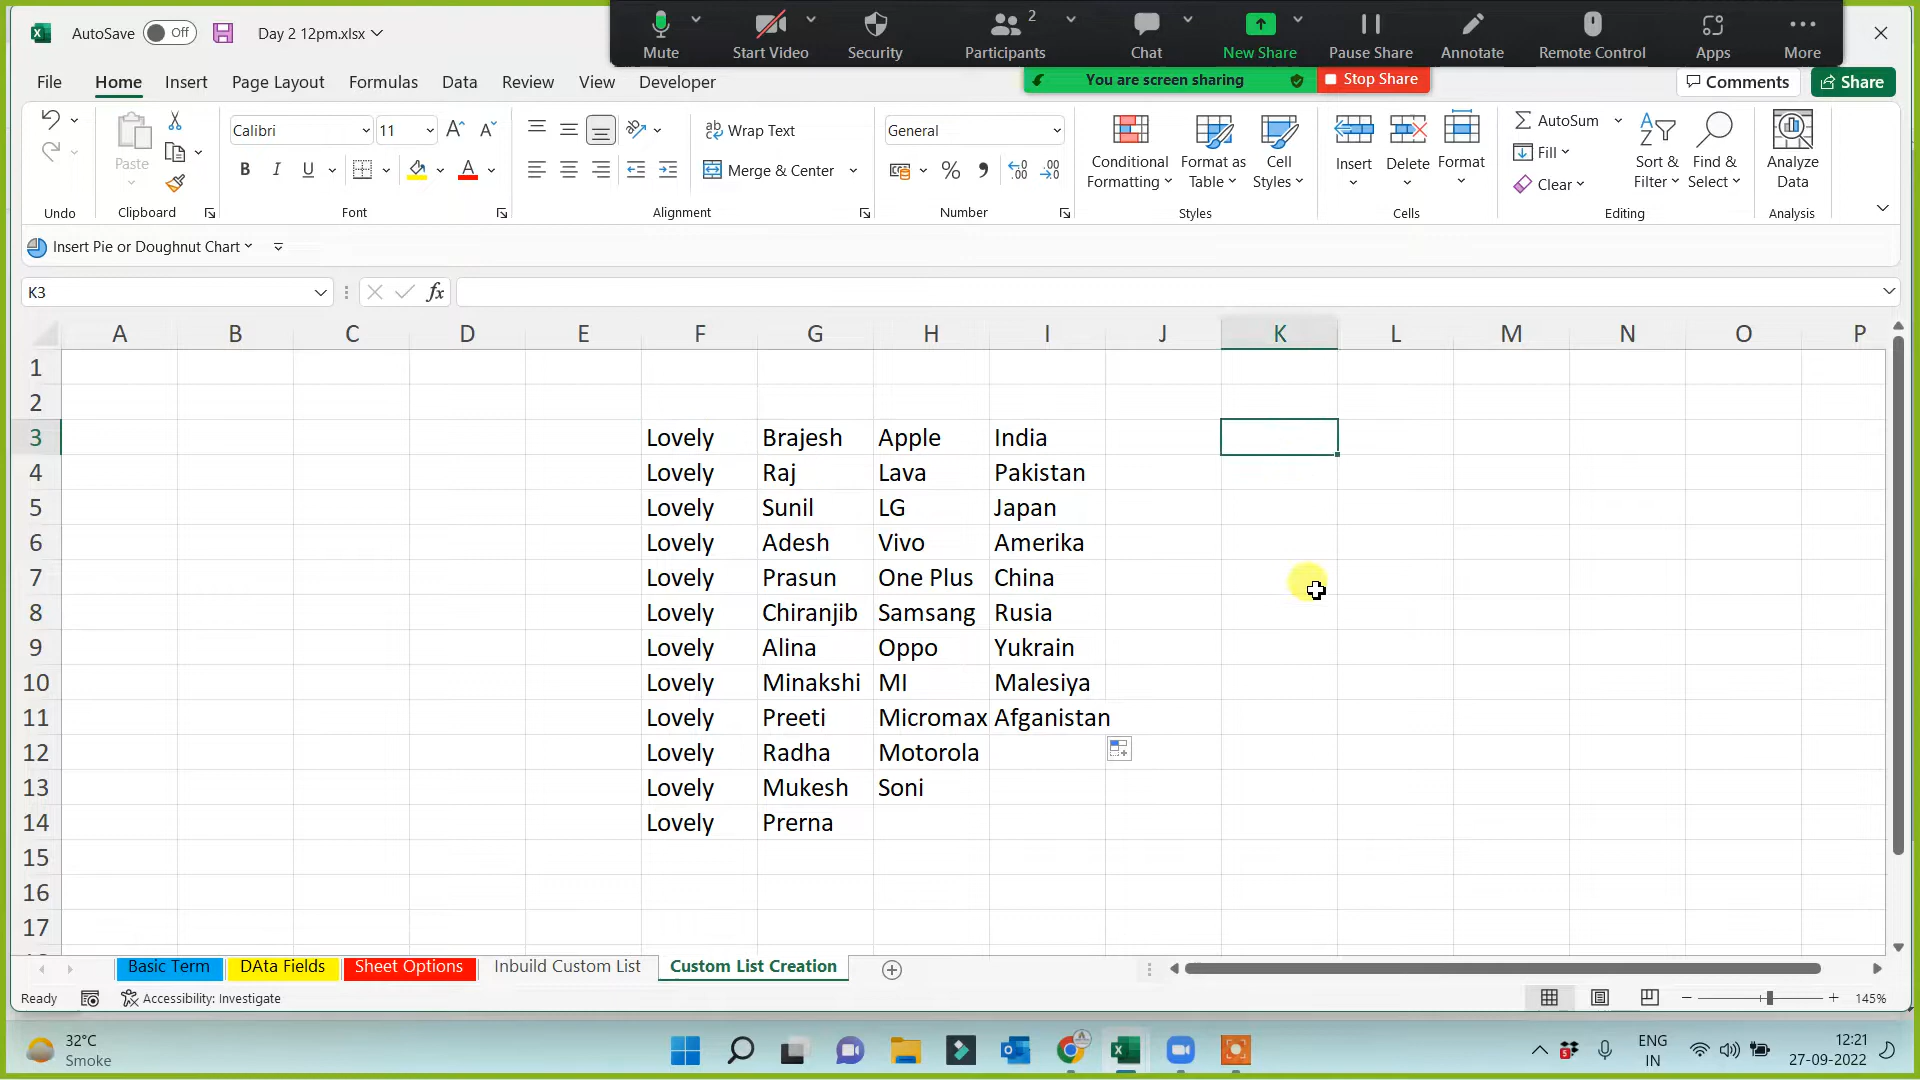 AutoSave Off Day 2 12pm.xlsx
Mute Start Video Security Participants 2 Chat New Share Pause Share Annotate Remote Control Apps More
You are screen sharing Stop Share
File Home Insert Page Layout Formulas Data Review View Developer Comments Share
Paste Calibri 11 Wrap Text General Conditional Formatting Format as Table Cell Styles Insert Delete Format AutoSum Fill Clear Sort & Filter Find & Select Analyze Data
B I U A Merge & Center % 
Undo Clipboard Font Alignment Number Styles Cells Editing Analysis
Insert Pie or Doughnut Chart
K3 fx
A B C D E F G H I J K L M N O P
1
2
3 Lovely Brajesh Apple India
4 Lovely Raj Lava Pakistan
5 Lovely Sunil LG Japan
6 Lovely Adesh Vivo Amerika
7 Lovely Prasun One Plus China
8 Lovely Chiranjib Samsang Rusia
9 Lovely Alina Oppo Yukrain
10 Lovely Minakshi MI Malesiya
11 Lovely Preeti Micromax Afganistan
12 Lovely Radha Motorola
13 Lovely Mukesh Soni
14 Lovely Prerna
15
16
17
Basic Term DAta Fields Sheet Options Inbuild Custom List Custom List Creation
Ready Accessibility: Investigate 145%
32°C
Smoke
ENG
IN
12:21
27-09-2022